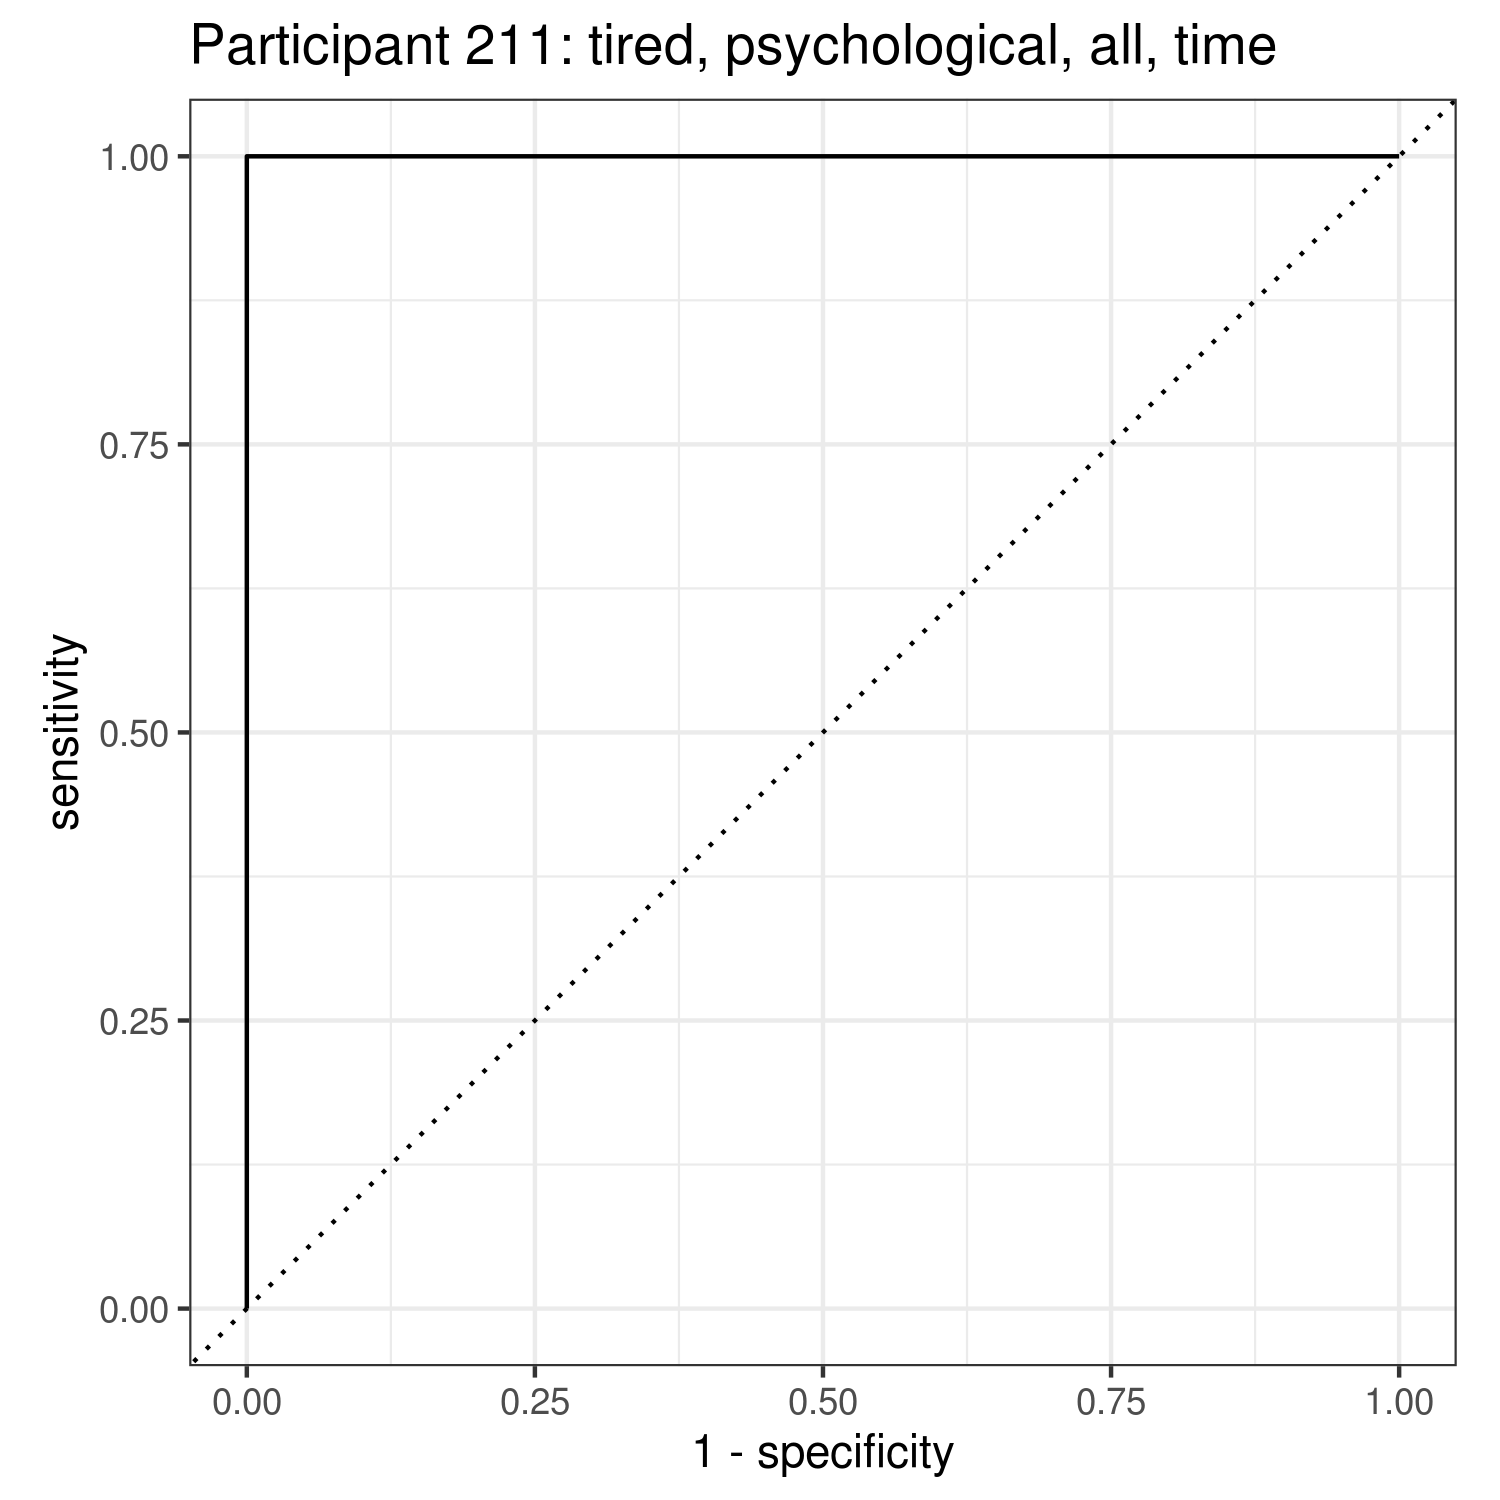 Participant 211: tired, psychological, all, time
1.00
0.75
0.50
0.25
0.00
sensitivity
0.00 0.25 0.50 0.75 1.00
1 - specificity